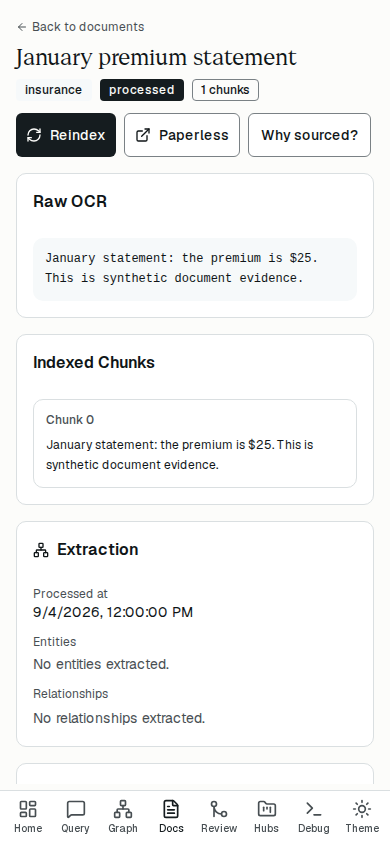 Back to documents
January premium statement
insurance processed 1 chunks
Reindex Paperless Why sourced?
Raw OCR
January statement: the premium is $25.
This is synthetic document evidence.
Indexed Chunks
Chunk 0
January statement: the premium is $25. This is
synthetic document evidence.
Extraction
Processed at
9/4/2026, 12:00:00 PM
Entities
No entities extracted.
Relationships
No relationships extracted.
Home Query Graph Docs Review Hubs Debug Theme